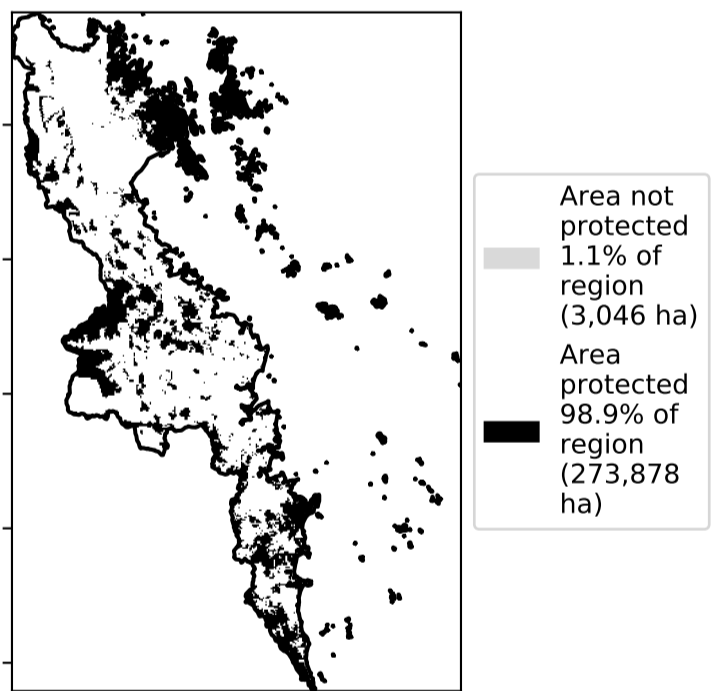 Area not
protected
1.1% of
region
(3,046 ha)
Area
protected
98.9% of
region
(273,878
ha)